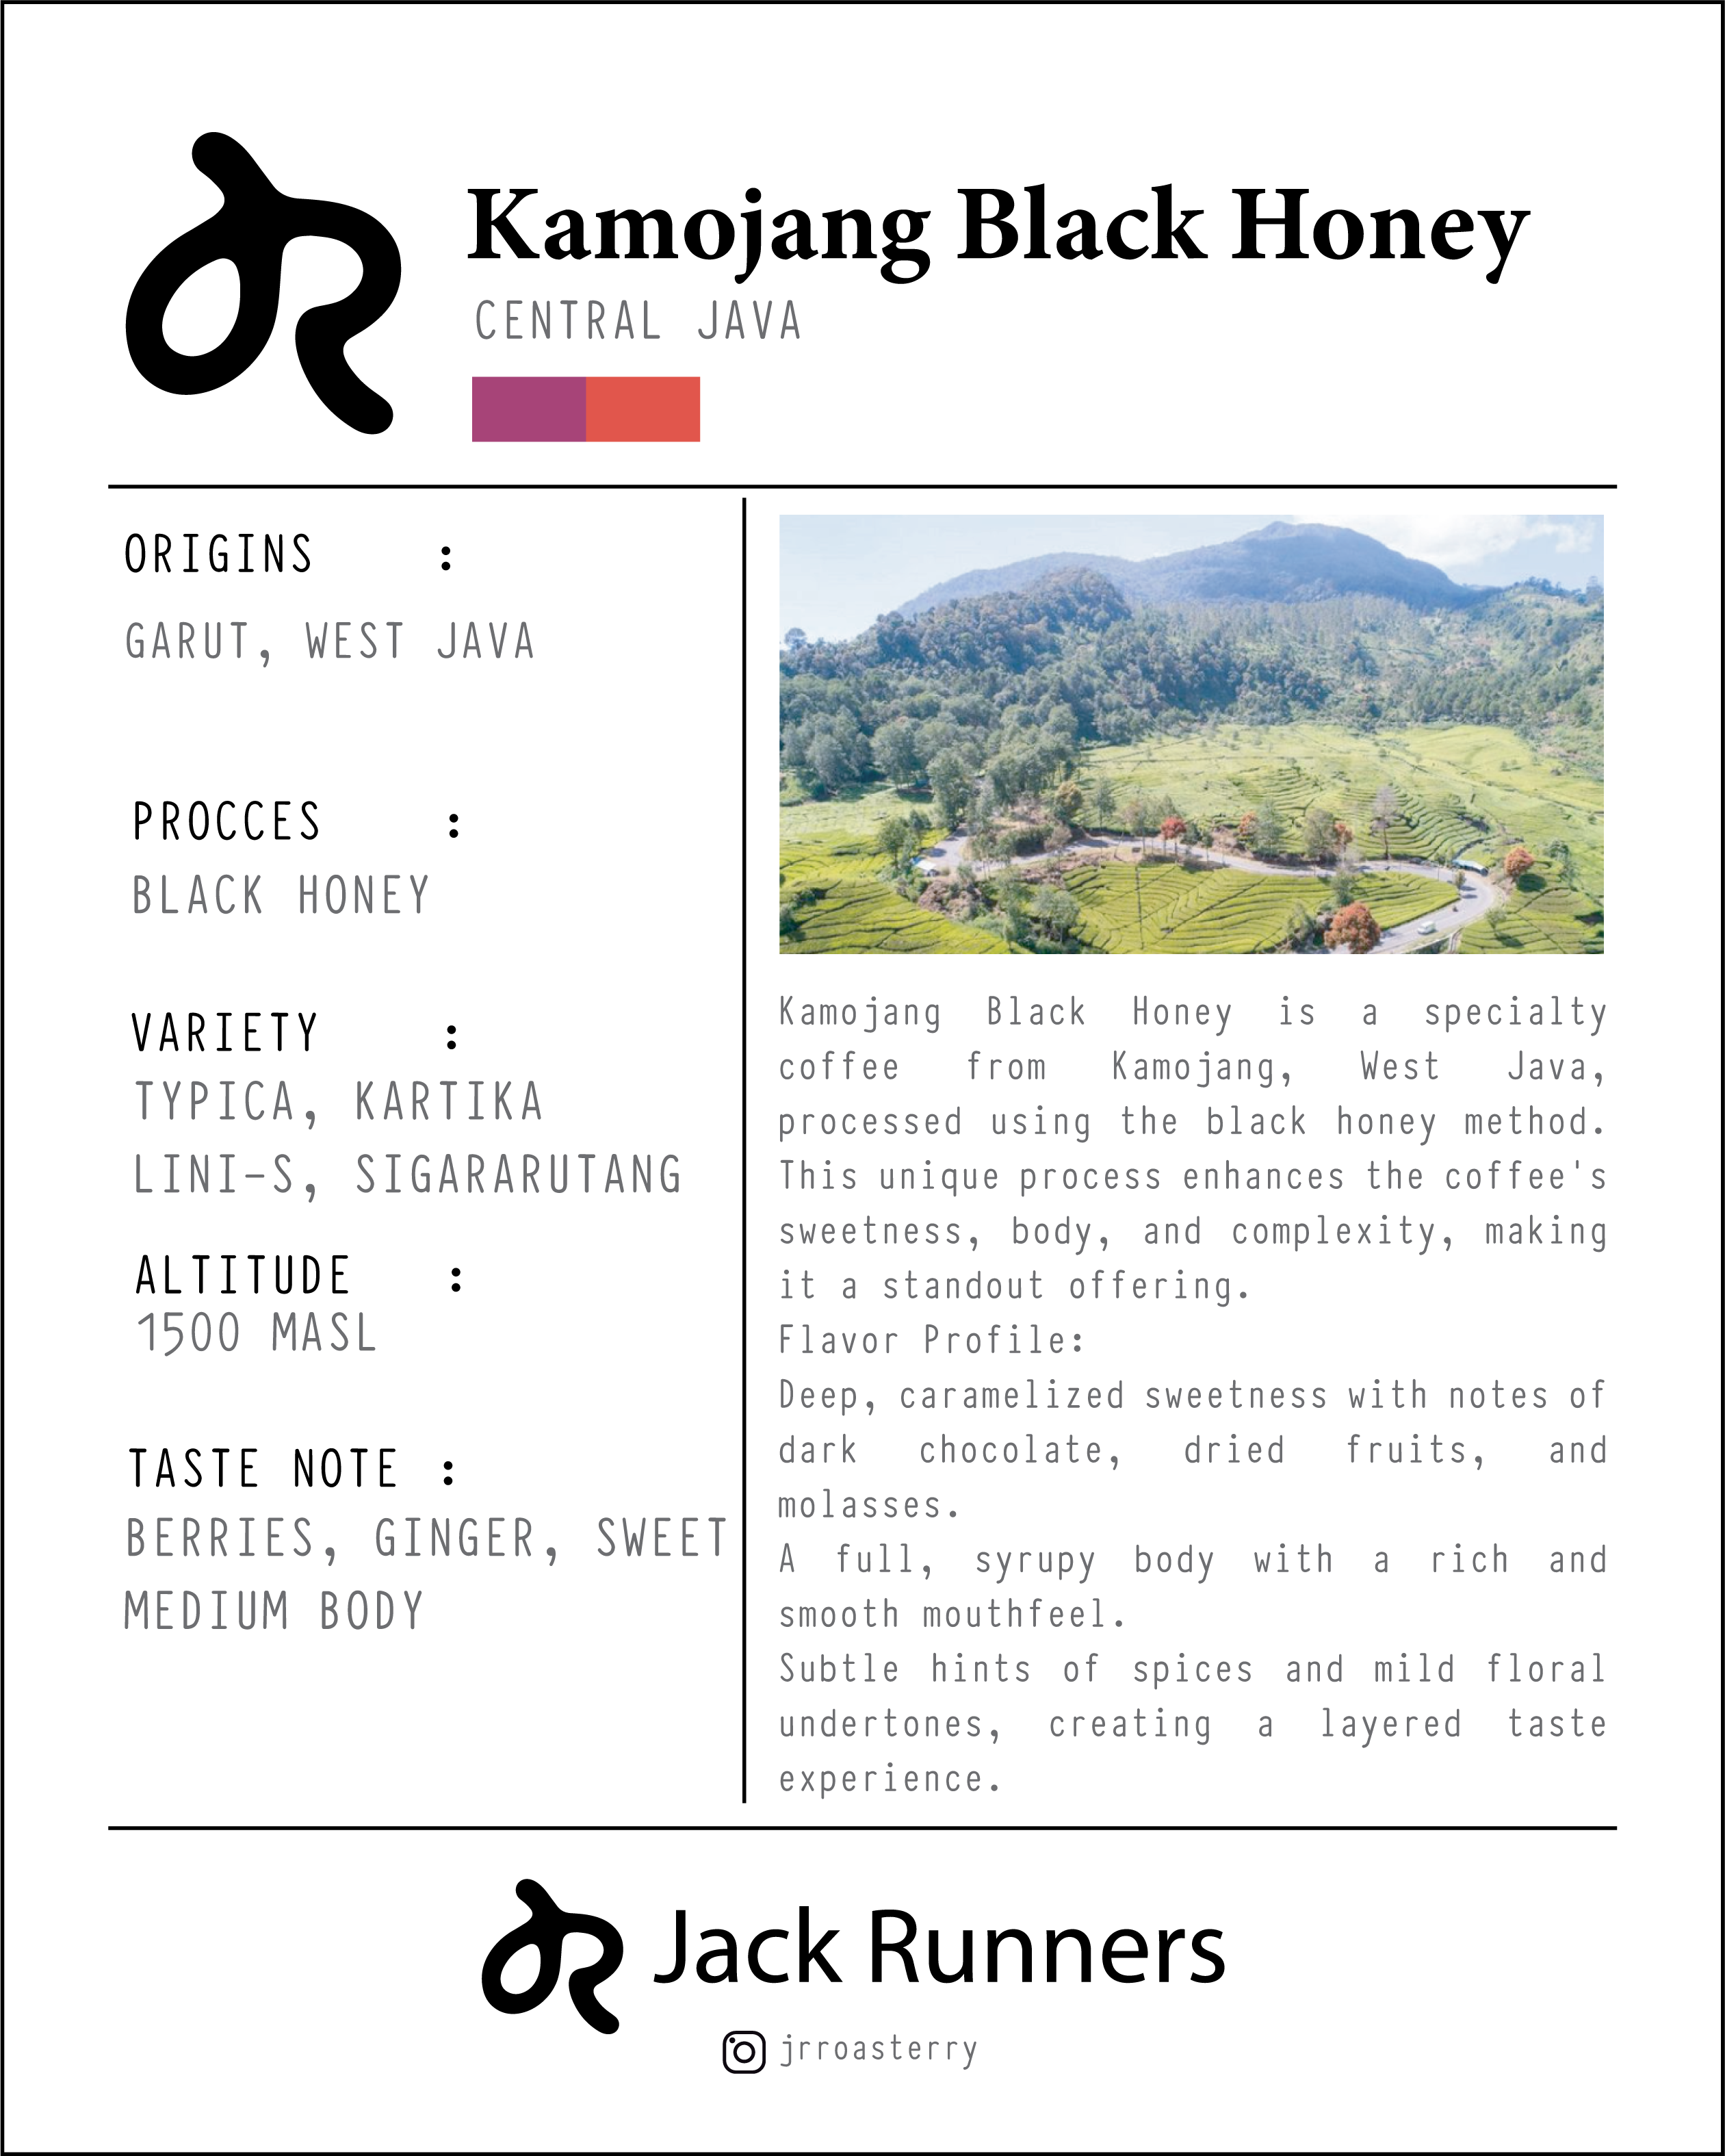 Kamojang Black Honey
CENTRAL JAVA
ORIGINS :
GARUT, WEST JAVA
PROCCES :
BLACK HONEY
VARIETY :
TYPICA, KARTIKA
LINI-S, SIGARARUTANG
ALTITUDE :
1500 MASL
TASTE NOTE :
BERRIES, GINGER, SWEET
MEDIUM BODY
Kamojang Black Honey is a specialty
coffee from Kamojang, West Java,
processed using the black honey method.
This unique process enhances the coffee's
sweetness, body, and complexity, making
it a standout offering.
Flavor Profile:
Deep, caramelized sweetness with notes of
dark chocolate, dried fruits, and
molasses.
A full, syrupy body with a rich and
smooth mouthfeel.
Subtle hints of spices and mild floral
undertones, creating a layered taste
experience.
Jack Runners
jrroasterry